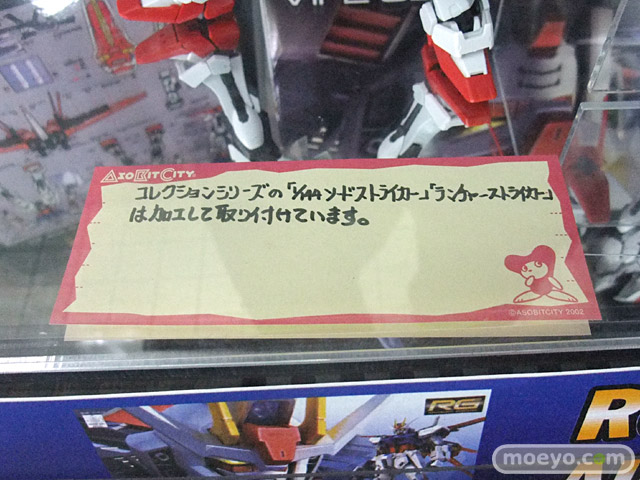 ASOBITCITY
コレクションシリーズの「1/144ソードストライカー」「ランチャーストライカー」
は加工して取り付けています。
©ASOBITCITY 2002
RG
moeyo.com